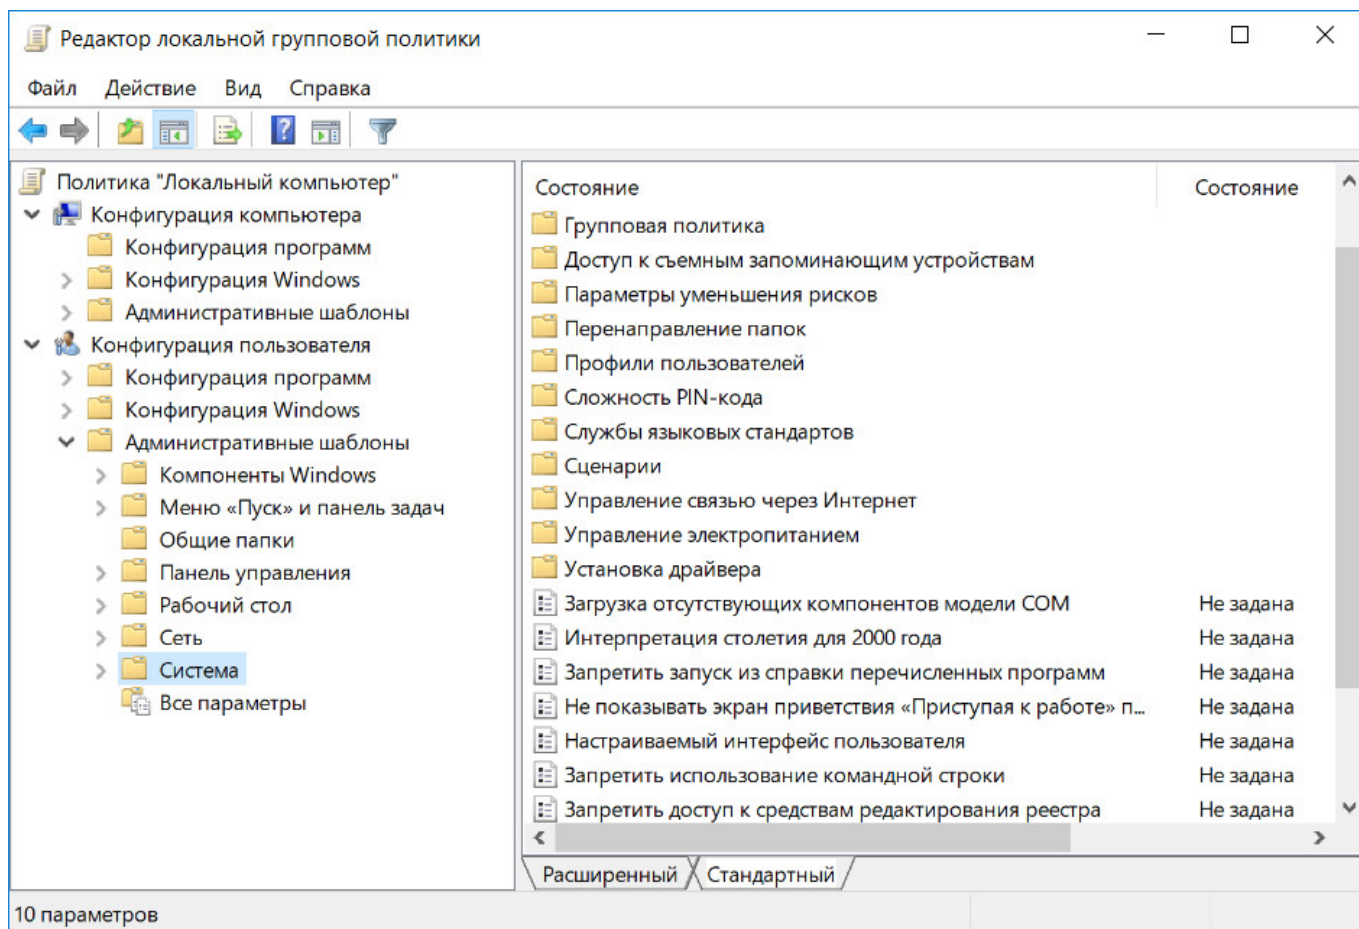 Редактор локальной групповой политики
Файл Действие Вид Справка
Политика "Локальный компьютер"
Конфигурация компьютера
Конфигурация программ
Конфигурация Windows
Административные шаблоны
Конфигурация пользователя
Конфигурация программ
Конфигурация Windows
Административные шаблоны
Компоненты Windows
Меню «Пуск» и панель задач
Общие папки
Панель управления
Рабочий стол
Сеть
Система
Все параметры
Состояние Состояние
Групповая политика
Доступ к съемным запоминающим устройствам
Параметры уменьшения рисков
Перенаправление папок
Профили пользователей
Сложность PIN-кода
Службы языковых стандартов
Сценарии
Управление связью через Интернет
Управление электропитанием
Установка драйвера
Загрузка отсутствующих компонентов модели COM Не задана
Интерпретация столетия для 2000 года Не задана
Запретить запуск из справки перечисленных программ Не задана
Не показывать экран приветствия «Приступая к работе» п... Не задана
Настраиваемый интерфейс пользователя Не задана
Запретить использование командной строки Не задана
Запретить доступ к средствам редактирования реестра Не задана
Расширенный Стандартный
10 параметров